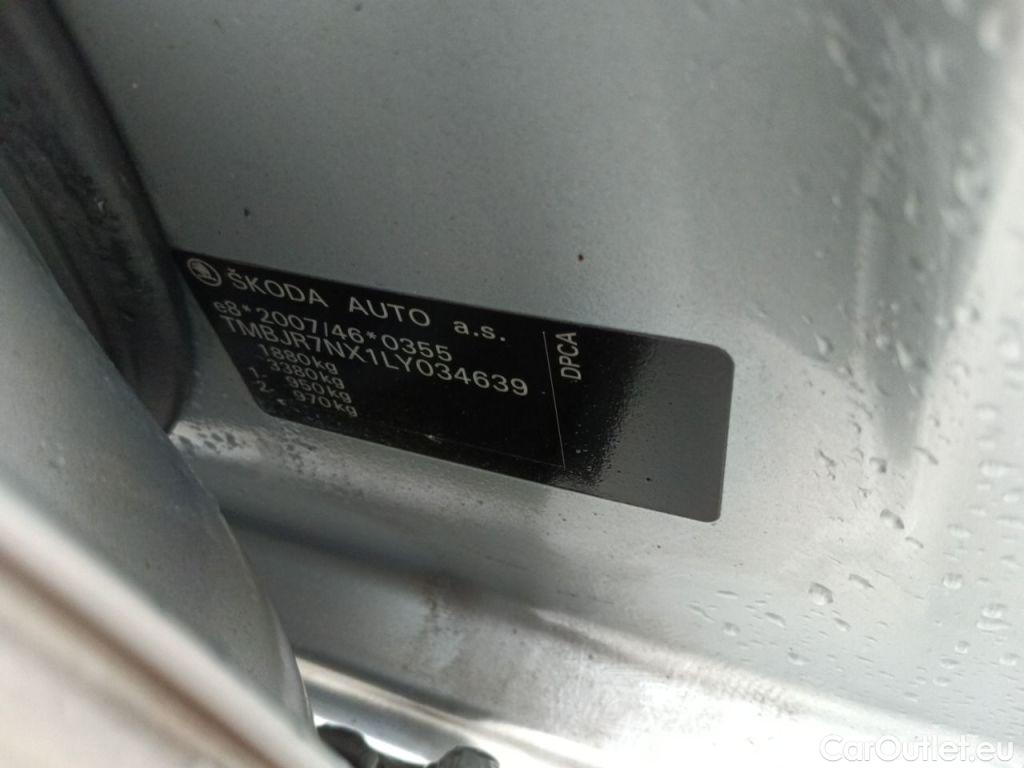 ŠKODA AUTO a.s.
e8*2007/46*0355
TMBJR7NX1LY034639
1880kg
3380kg
1. 950kg
2. 970kg
DPCA
CarOutlet.eu